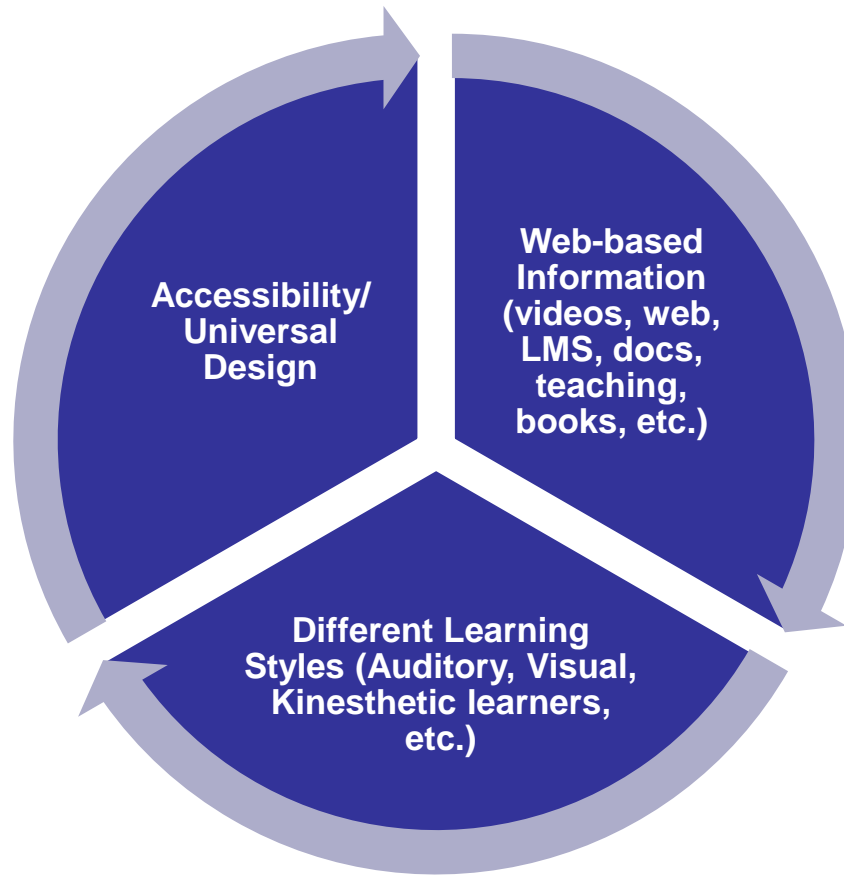 Accessibility/
Universal
Design
Web-based
Information
(videos, web,
LMS, docs,
teaching,
books, etc.)
Different Learning
Styles (Auditory, Visual,
Kinesthetic learners,
etc.)